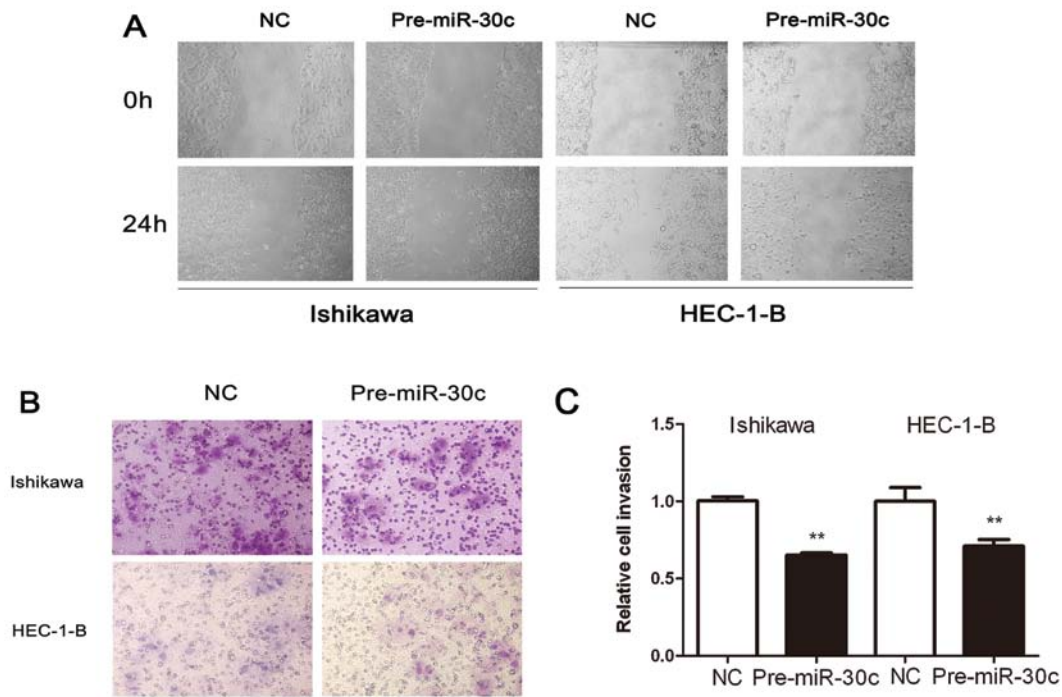 A
NC Pre-miR-30c NC Pre-miR-30c
0h
24h
Ishikawa HEC-1-B
B
NC Pre-miR-30c
Ishikawa
HEC-1-B
C
Relative cell invasion
1.5
1.0
0.5
0.0
Ishikawa HEC-1-B
** **
NC Pre-miR-30c NC Pre-miR-30c